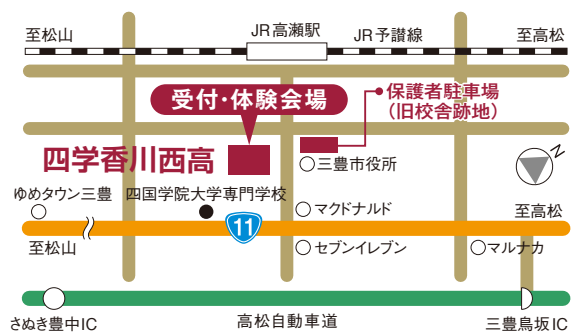 至松山
JR高瀬駅
JR予讃線
至高松
受付・体験会場
保護者駐車場
(旧校舎跡地)
四学香川西高
三豊市役所
N
ゆめタウン三豊
四国学院大学専門学校
マクドナルド
至高松
11
至松山
セブンイレブン
マルナカ
さぬき豊中IC
高松自動車道
三豊鳥坂IC